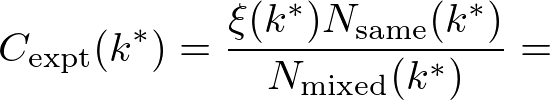 C_expt(k*) = ξ(k*)N_same(k*) / N_mixed(k*) =